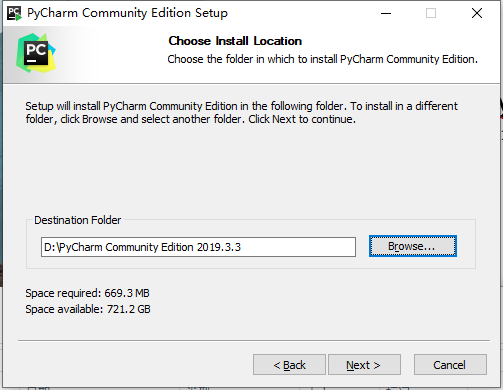 PyCharm Community Edition Setup
PC
Choose Install Location
Choose the folder in which to install PyCharm Community Edition.
Setup will install PyCharm Community Edition in the following folder. To install in a different
folder, click Browse and select another folder. Click Next to continue.
Destination Folder
D:\PyCharm Community Edition 2019.3.3
Browse...
Space required: 669.3 MB
Space available: 721.2 GB
< Back
Next >
Cancel